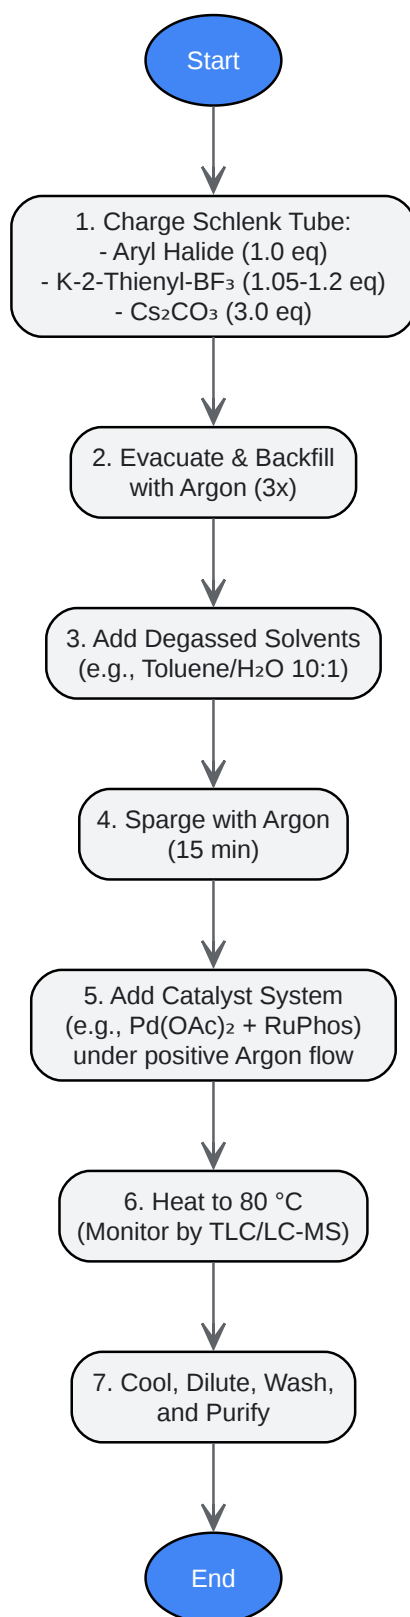 Start
1. Charge Schlenk Tube:
- Aryl Halide (1.0 eq)
- K-2-Thienyl-BF₃ (1.05-1.2 eq)
- Cs₂CO₃ (3.0 eq)
2. Evacuate & Backfill
with Argon (3x)
3. Add Degassed Solvents
(e.g., Toluene/H₂O 10:1)
4. Sparge with Argon
(15 min)
5. Add Catalyst System
(e.g., Pd(OAc)₂ + RuPhos)
under positive Argon flow
6. Heat to 80 °C
(Monitor by TLC/LC-MS)
7. Cool, Dilute, Wash,
and Purify
End